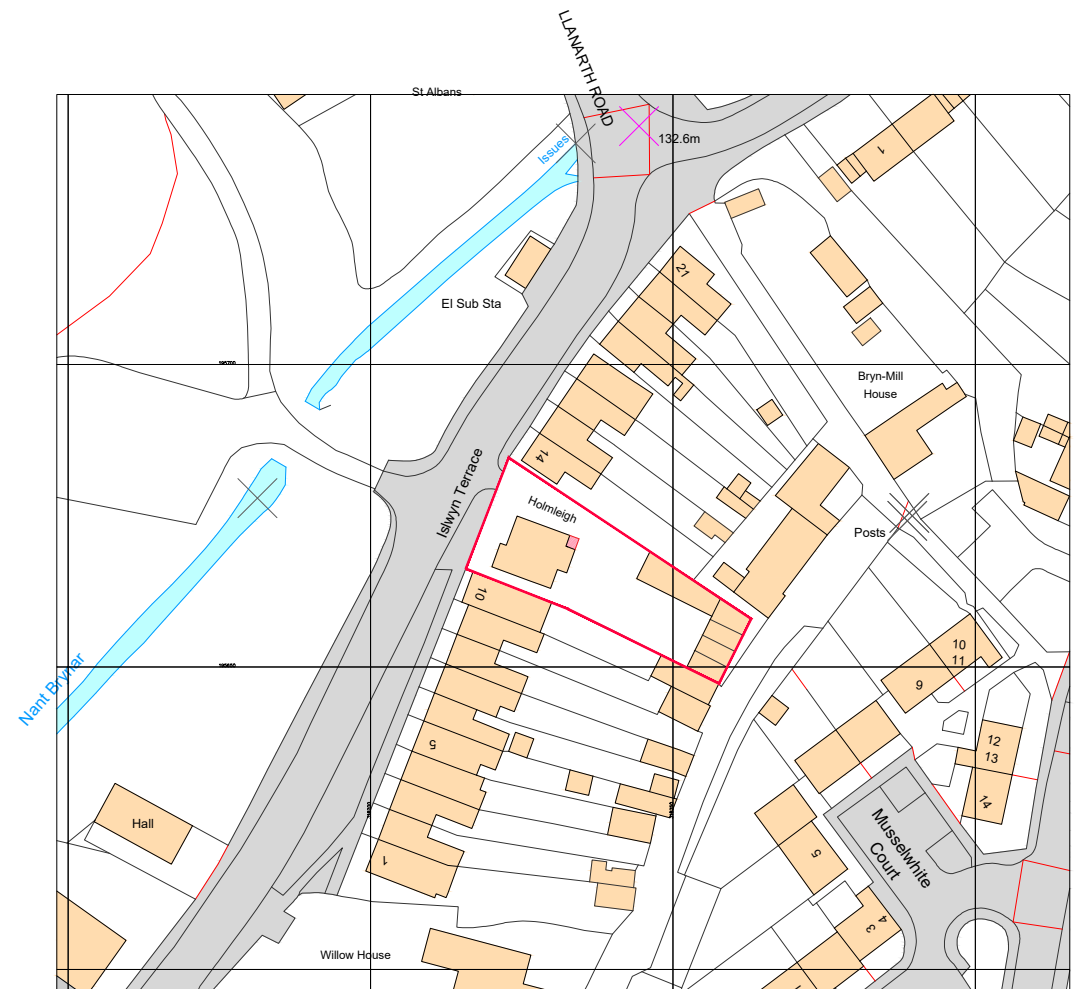 LLANARTH ROAD
St Albans
132.6m
Issues
1
21
El Sub Sta
Bryn-Mill
House
14
Islwyn Terrace
Holmleigh
Posts
10
10
11
9
Nant Brynar
5
12
13
14
Hall
1
Musselwhite
Court
5
4
3
Willow House